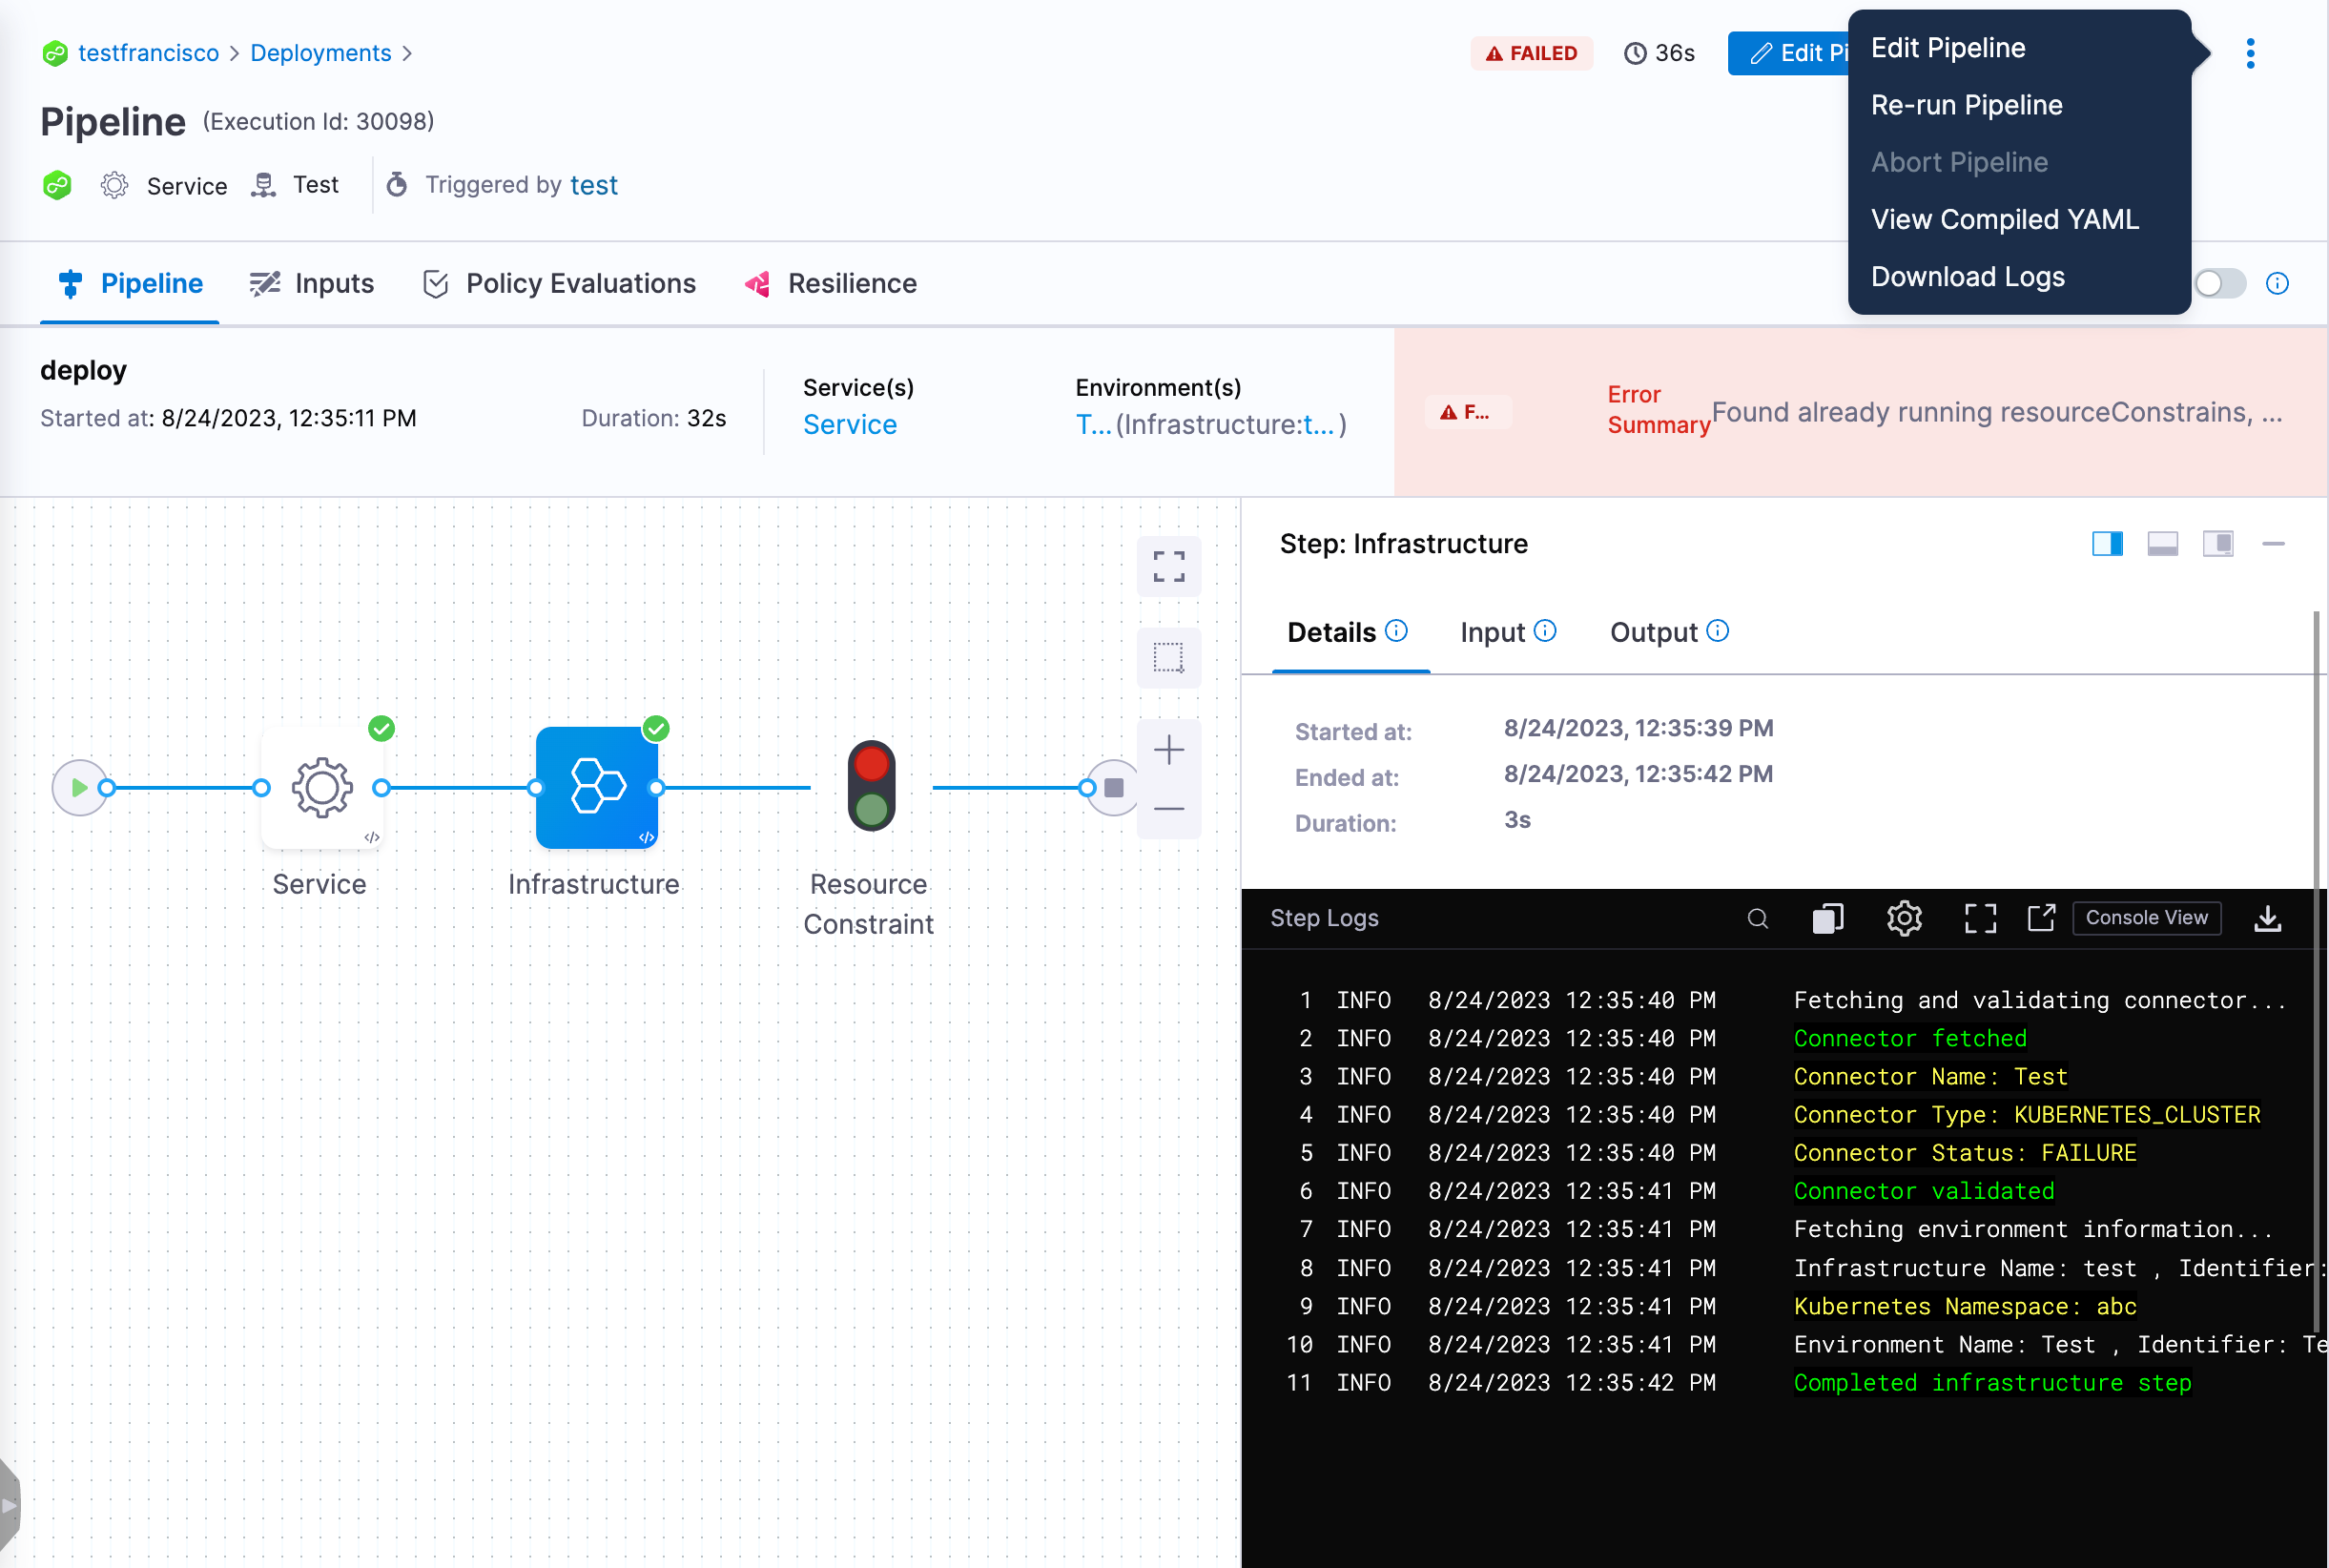 testfrancisco > Deployments >
FAILED
36s
Edit Pi
Pipeline (Execution Id: 30098)
Service
Test
Triggered by test
Edit Pipeline
Re-run Pipeline
Abort Pipeline
View Compiled YAML
Download Logs
Pipeline
Inputs
Policy Evaluations
Resilience
deploy
Started at: 8/24/2023, 12:35:11 PM
Duration: 32s
Service(s)
Service
Environment(s)
T... (Infrastructure:t... )
F...
Error
Summary
Found already running resourceConstrains, ...
Service
Infrastructure
Resource
Constraint
Step: Infrastructure
Details
Input
Output
Started at: 8/24/2023, 12:35:39 PM
Ended at: 8/24/2023, 12:35:42 PM
Duration: 3s
Step Logs
Console View
1 INFO 8/24/2023 12:35:40 PM Fetching and validating connector...
2 INFO 8/24/2023 12:35:40 PM Connector fetched
3 INFO 8/24/2023 12:35:40 PM Connector Name: Test
4 INFO 8/24/2023 12:35:40 PM Connector Type: KUBERNETES_CLUSTER
5 INFO 8/24/2023 12:35:40 PM Connector Status: FAILURE
6 INFO 8/24/2023 12:35:41 PM Connector validated
7 INFO 8/24/2023 12:35:41 PM Fetching environment information...
8 INFO 8/24/2023 12:35:41 PM Infrastructure Name: test , Identifier:
9 INFO 8/24/2023 12:35:41 PM Kubernetes Namespace: abc
10 INFO 8/24/2023 12:35:41 PM Environment Name: Test , Identifier: Te
11 INFO 8/24/2023 12:35:42 PM Completed infrastructure step